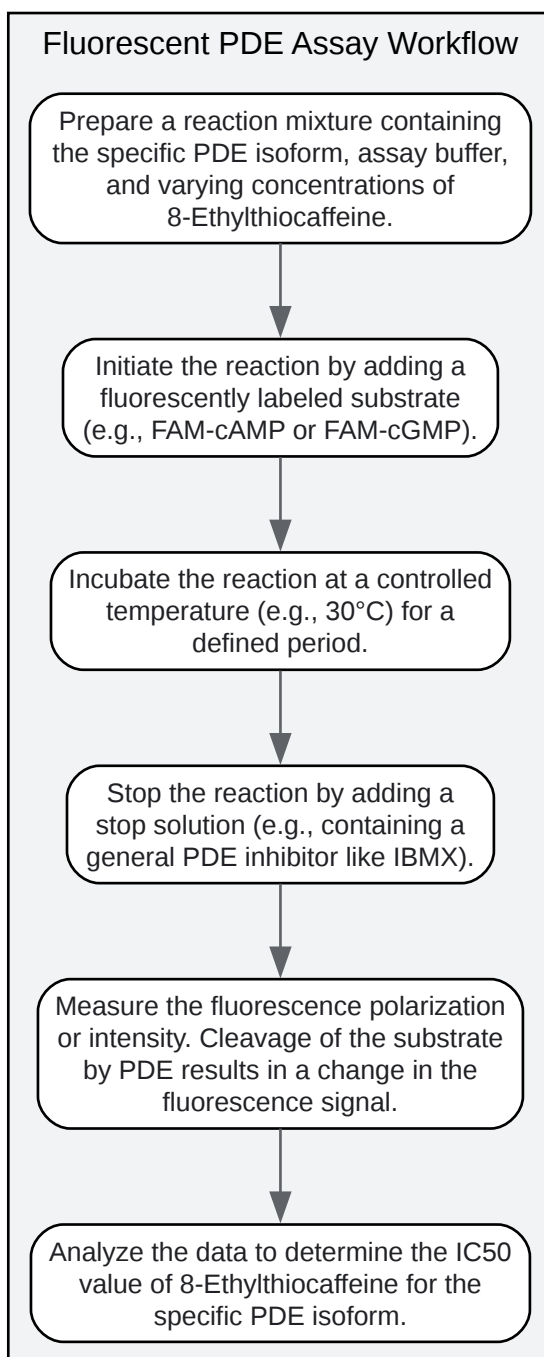 Fluorescent PDE Assay Workflow
Prepare a reaction mixture containing
the specific PDE isoform, assay buffer,
and varying concentrations of
8-Ethylthiocaffeine.
Initiate the reaction by adding a
fluorescently labeled substrate
(e.g., FAM-cAMP or FAM-cGMP).
Incubate the reaction at a controlled
temperature (e.g., 30°C) for a
defined period.
Stop the reaction by adding a
stop solution (e.g., containing a
general PDE inhibitor like IBMX).
Measure the fluorescence polarization
or intensity. Cleavage of the substrate
by PDE results in a change in the
fluorescence signal.
Analyze the data to determine the IC50
value of 8-Ethylthiocaffeine for the
specific PDE isoform.